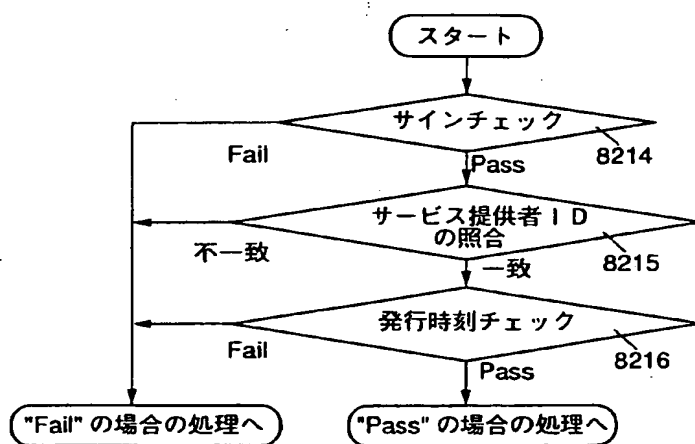 スタート
サインチェック
8214
Fail
Pass
サービス提供者ID
の照合
8215
不一致
一致
発行時刻チェック
8216
Fail
Pass
"Fail" の場合の処理へ
"Pass" の場合の処理へ